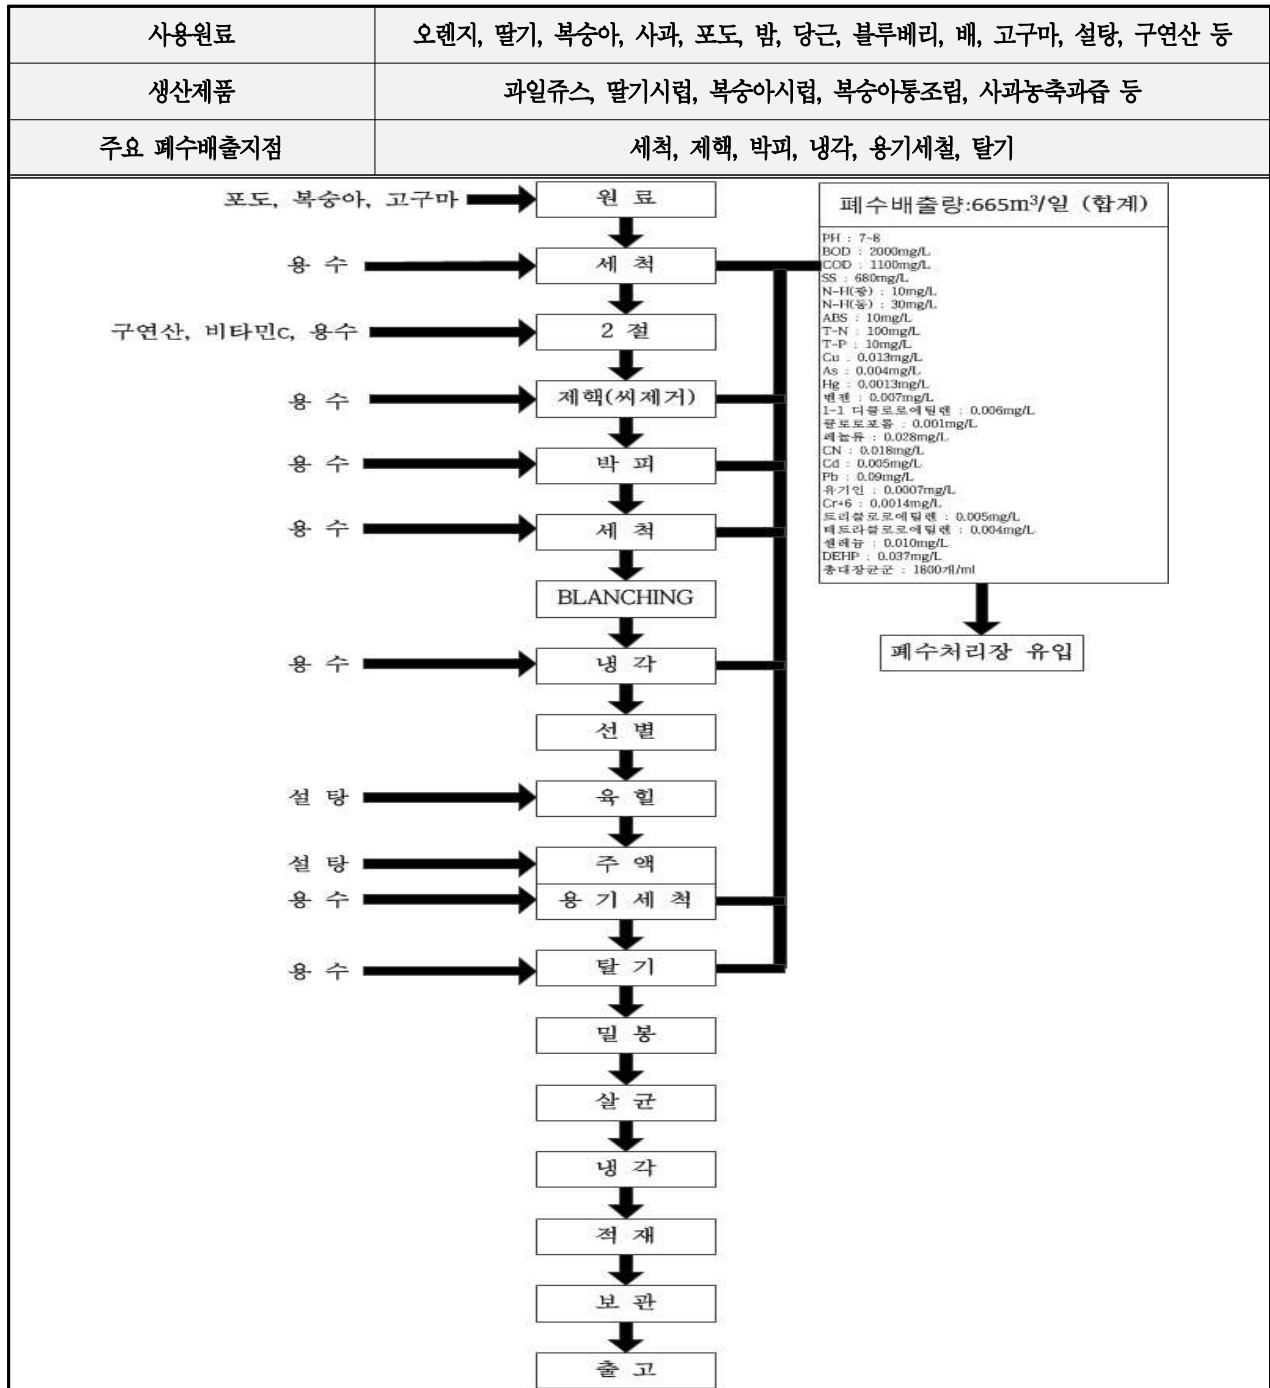 사용원료 오렌지, 딸기, 복숭아, 사과, 포도, 밤, 당근, 블루베리, 배, 고구마, 설탕, 구연산 등
생산제품 과일쥬스, 딸기시럽, 복숭아시럽, 복숭아통조림, 사과농축과즙 등
주요 폐수배출지점 세척, 제핵, 박피, 냉각, 용기세철, 탈기
포도, 복숭아, 고구마 원 료
용 수 세 척
구연산, 비타민c, 용수 2 절
용 수 제핵(씨제거)
용 수 박 피
용 수 세 척
BLANCHING
용 수 냉 각
선 별
설 탕 육 힐
설 탕 주 액
용 수 용 기 세 척
용 수 탈 기
밀 봉
살 균
냉 각
적 재
보 관
출 고
폐수배출량:665m³/일 (합계)
PH : 7~8
BOD : 2000mg/L
COD : 1100mg/L
SS : 680mg/L
N-H(광) : 10mg/L
N-H(동) : 30mg/L
ABS : 10mg/L
T-N : 100mg/L
T-P : 10mg/L
Cu : 0.013mg/L
As : 0.004mg/L
Hg : 0.0013mg/L
벤젠 : 0.007mg/L
1-1 디클로로에틸렌 : 0.006mg/L
클로로포름 : 0.001mg/L
페놀류 : 0.028mg/L
CN : 0.018mg/L
Cd : 0.005mg/L
Pb : 0.09mg/L
유기인 : 0.0007mg/L
Cr+6 : 0.0014mg/L
트리클로로에틸렌 : 0.005mg/L
테트라클로로에틸렌 : 0.004mg/L
셀레늄 : 0.010mg/L
DEHP : 0.037mg/L
총대장균군 : 1800개/ml
폐수처리장 유입